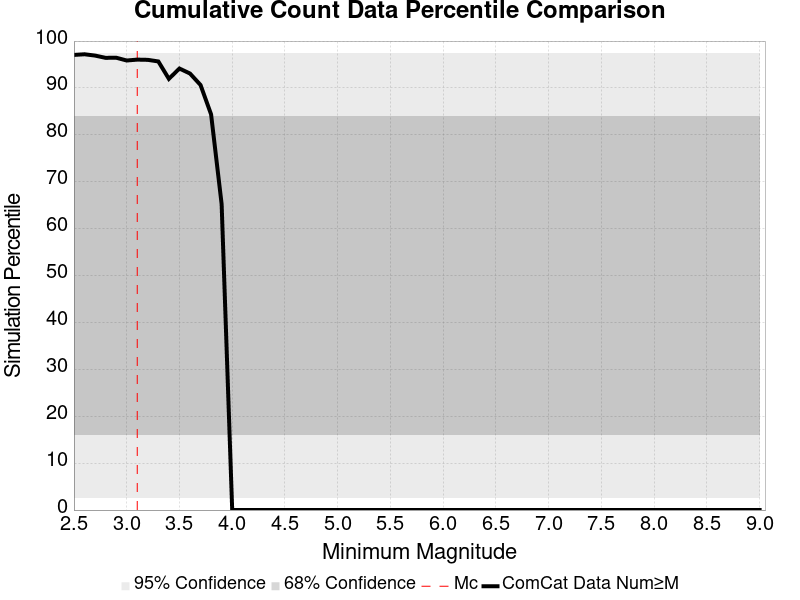 Cumulative Count Data Percentile Comparison
100
90
80
70
60
50
40
30
20
10
0
Simulation Percentile
2.5 3.0 3.5 4.0 4.5 5.0 5.5 6.0 6.5 7.0 7.5 8.0 8.5 9.0
Minimum Magnitude
95% Confidence 68% Confidence Mc ComCat Data Num≥M